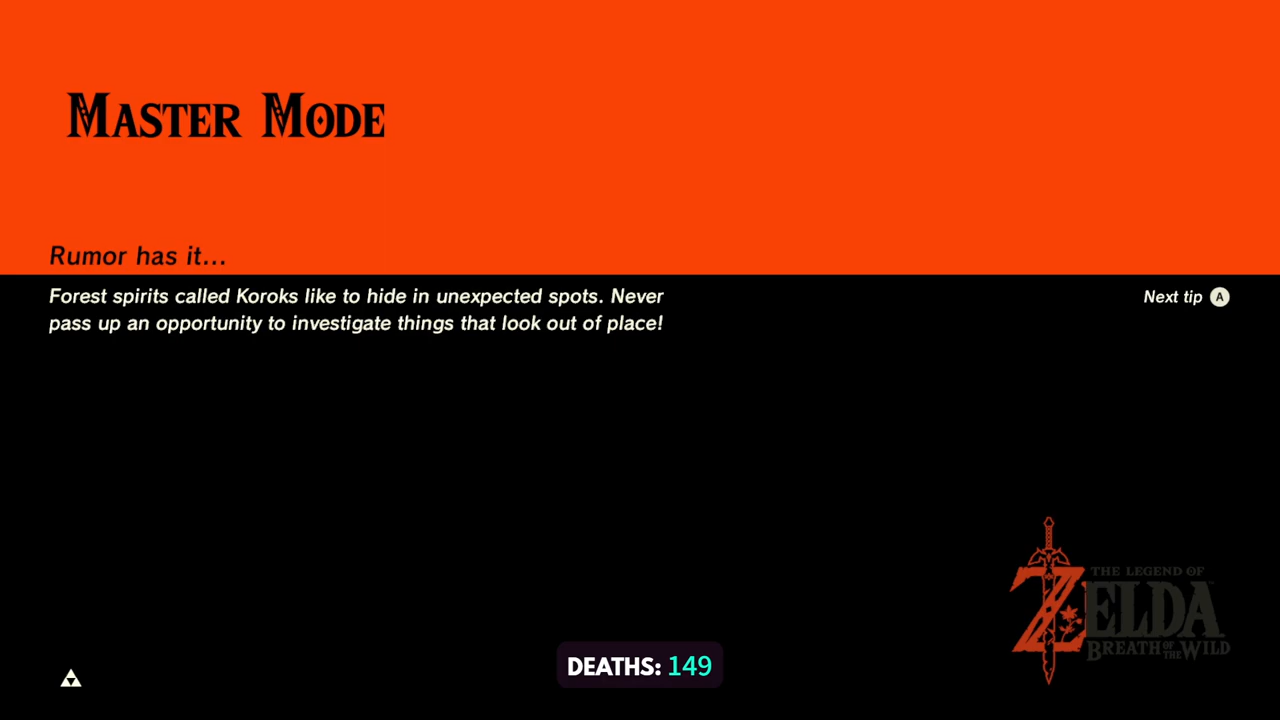 MASTER MODE
Rumor has it...
Forest spirits called Koroks like to hide in unexpected spots. Never
pass up an opportunity to investigate things that look out of place!
Next tip A
THE LEGEND OF
ZELDA
BREATH OF THE WILD
DEATHS: 149